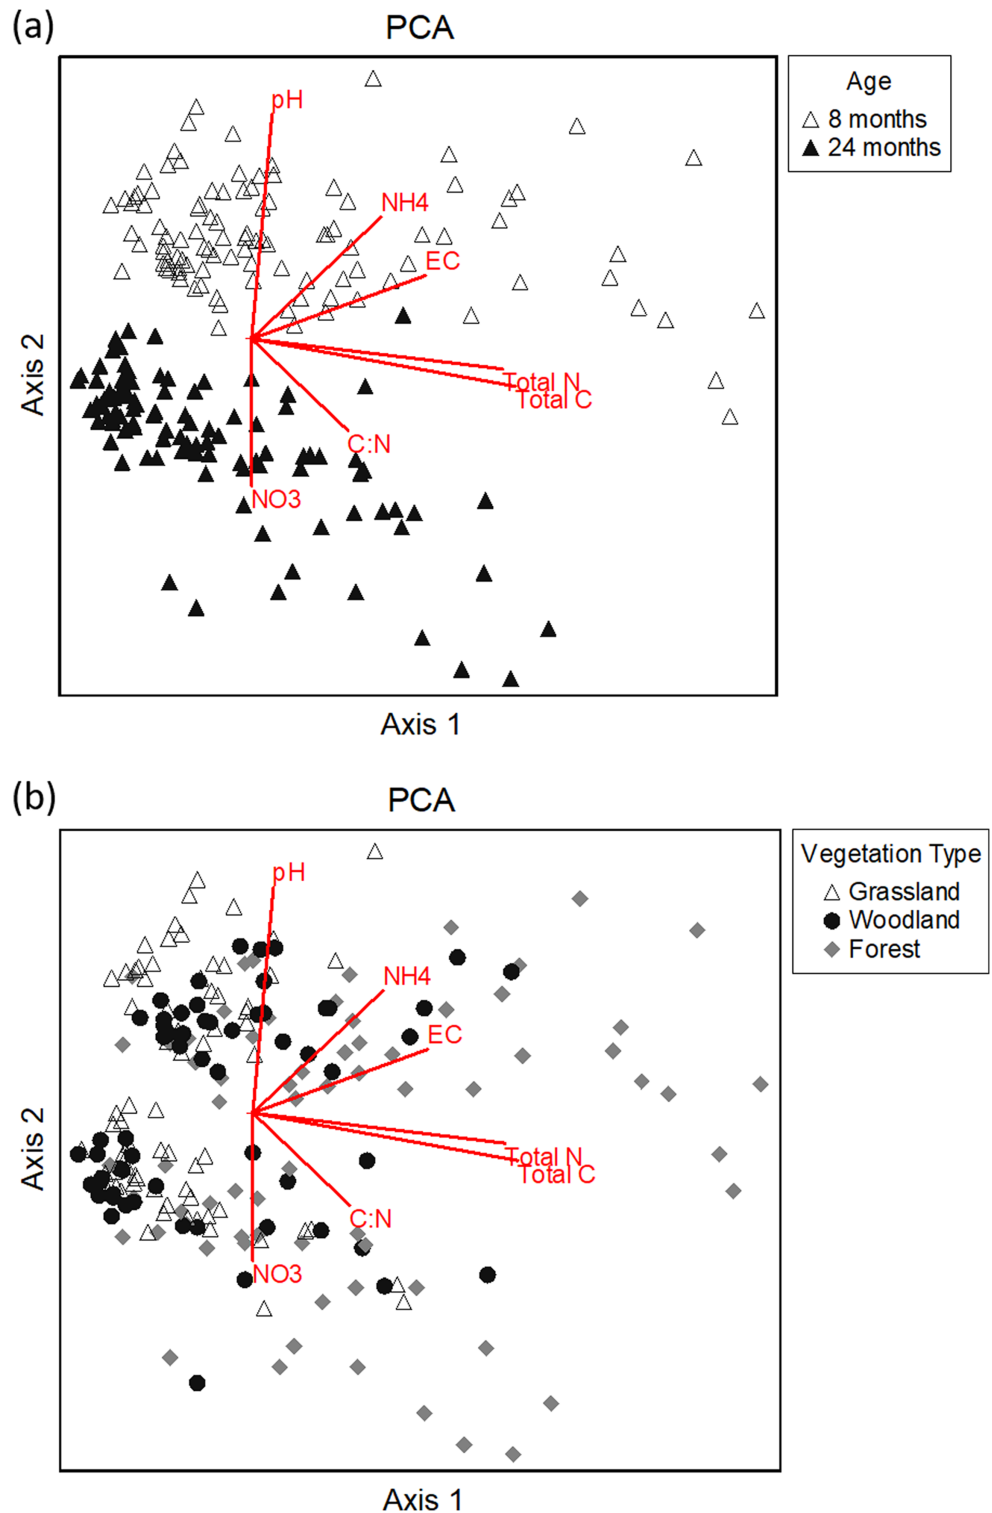 (a)
PCA
Age
8 months
24 months
pH
NH4
EC
Total N
Total C
C:N
NO3
Axis 2
Axis 1
(b)
PCA
Vegetation Type
Grassland
Woodland
Forest
pH
NH4
EC
Total N
Total C
C:N
NO3
Axis 2
Axis 1